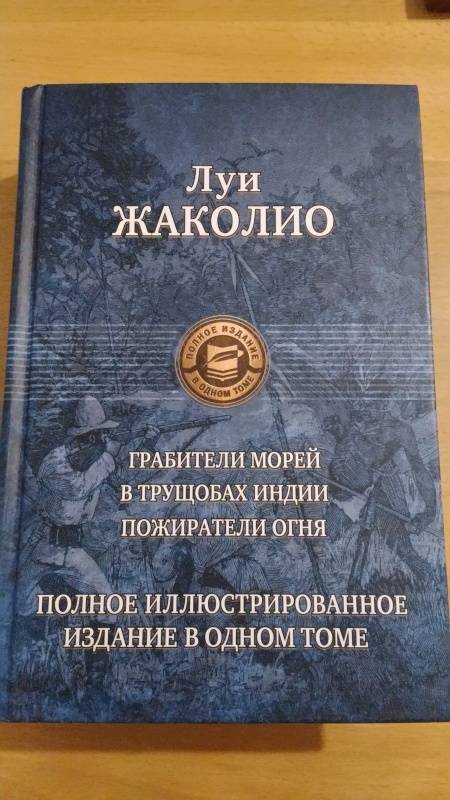 Луи
ЖАКОЛИО
ПОЛНОЕ ИЗДАНИЕ
В ОДНОМ ТОМЕ
ГРАБИТЕЛИ МОРЕЙ
В ТРУЩОБАХ ИНДИИ
ПОЖИРАТЕЛИ ОГНЯ
ПОЛНОЕ ИЛЛЮСТРИРОВАННОЕ
ИЗДАНИЕ В ОДНОМ ТОМЕ